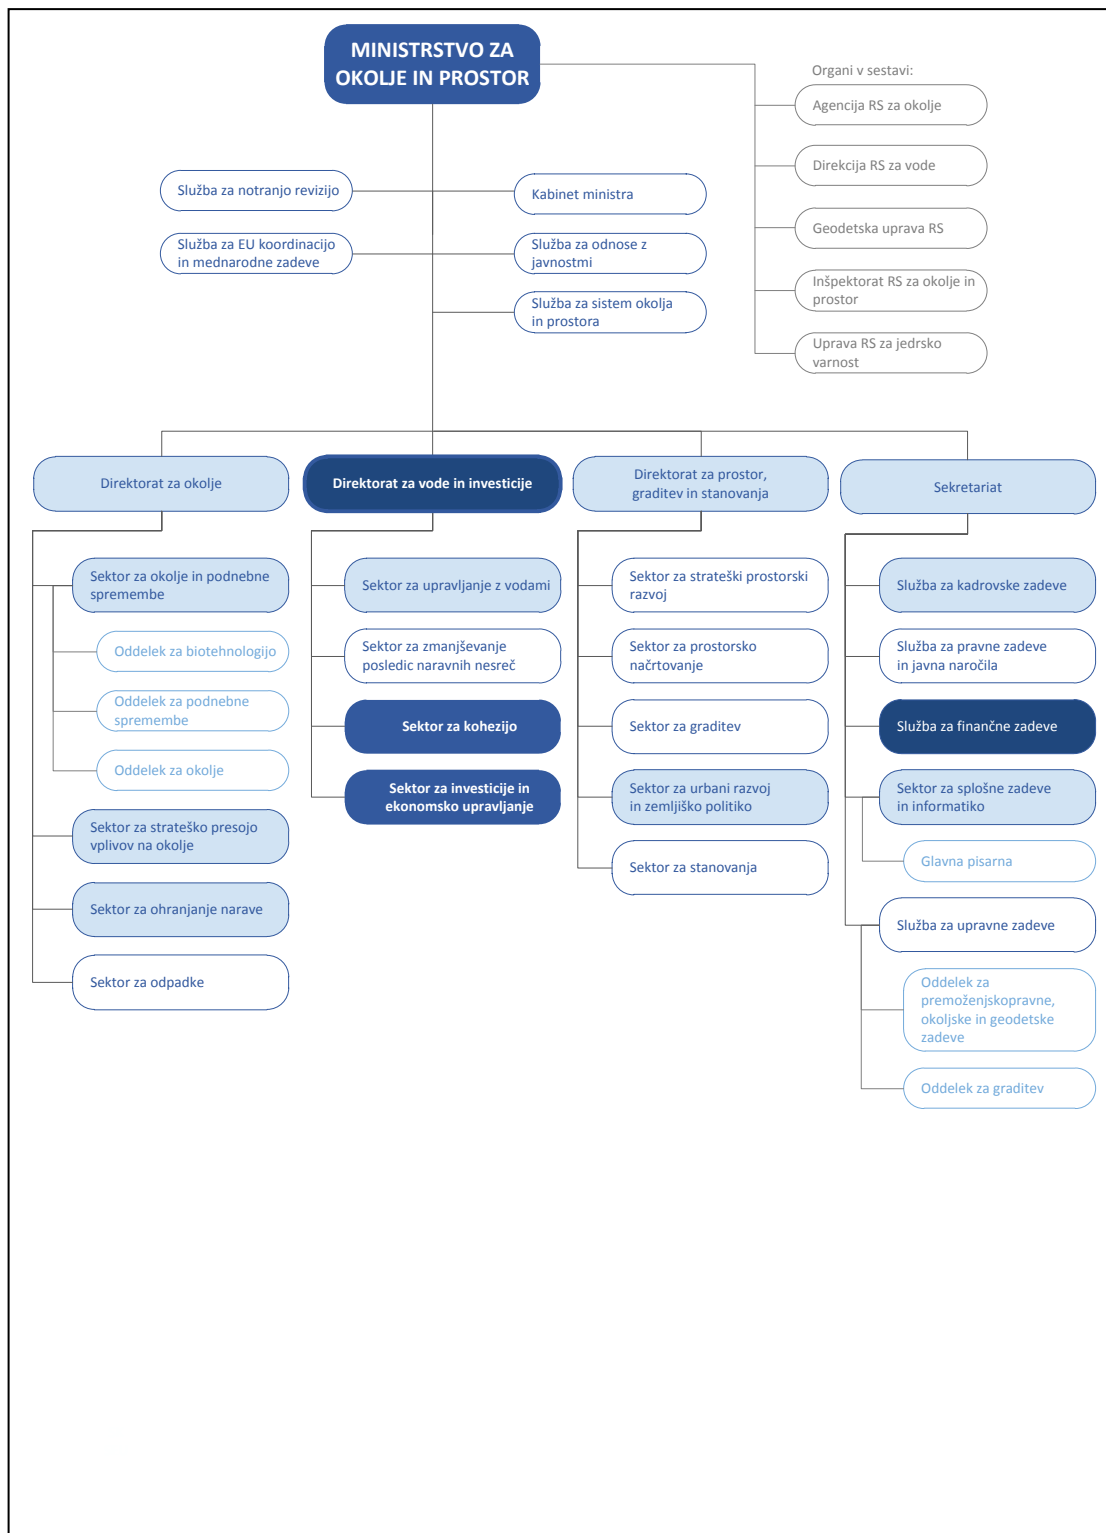 MINISTRSTVO ZA
OKOLJE IN PROSTOR
Organi v sestavi:
Agencija RS za okolje
Direkcija RS za vode
Geodetska uprava RS
Inšpektorat RS za okolje in
prostor
Uprava RS za jedrsko
varnost
Služba za notranjo revizijo
Kabinet ministra
Služba za EU koordinacijo
in mednarodne zadeve
Služba za odnose z
javnostmi
Služba za sistem okolja
in prostora
Direktorat za okolje
Sektor za okolje in podnebne
spremembe
Oddelek za biotehnologijo
Oddelek za podnebne
spremembe
Oddelek za okolje
Sektor za strateško presojo
vplivov na okolje
Sektor za ohranjanje narave
Sektor za odpadke
Direktorat za vode in investicije
Sektor za upravljanje z vodami
Sektor za zmanjševanje
posledic naravnih nesreč
Sektor za kohezijo
Sektor za investicije in
ekonomsko upravljanje
Direktorat za prostor,
graditev in stanovanja
Sektor za strateški prostorski
razvoj
Sektor za prostorsko
načrtovanje
Sektor za graditev
Sektor za urbani razvoj
in zemljiško politiko
Sektor za stanovanja
Sekretariat
Služba za kadrovske zadeve
Služba za pravne zadeve
in javna naročila
Služba za finančne zadeve
Sektor za splošne zadeve
in informatiko
Glavna pisarna
Služba za upravne zadeve
Oddelek za
premoženjskopravne,
okoljske in geodetske
zadeve
Oddelek za graditev